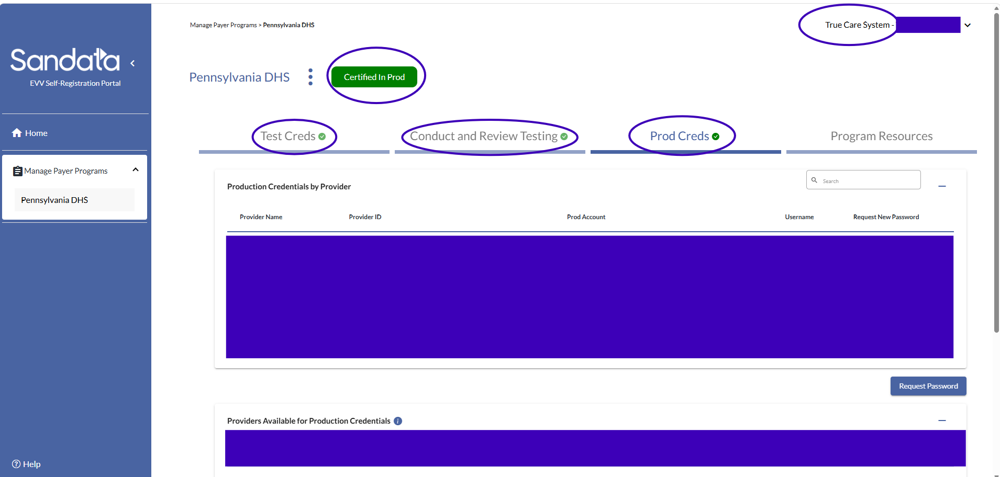 Manage Payer Programs > Pennsylvania DHS
True Care System -
Sandata
EVV Self-Registration Portal
Pennsylvania DHS
Certified In Prod
Home
Test Creds
Conduct and Review Testing
Prod Creds
Program Resources
Manage Payer Programs
Pennsylvania DHS
Production Credentials by Provider
Search
Provider Name
Provider ID
Prod Account
Username
Request New Password
Request Password
Providers Available for Production Credentials
Help